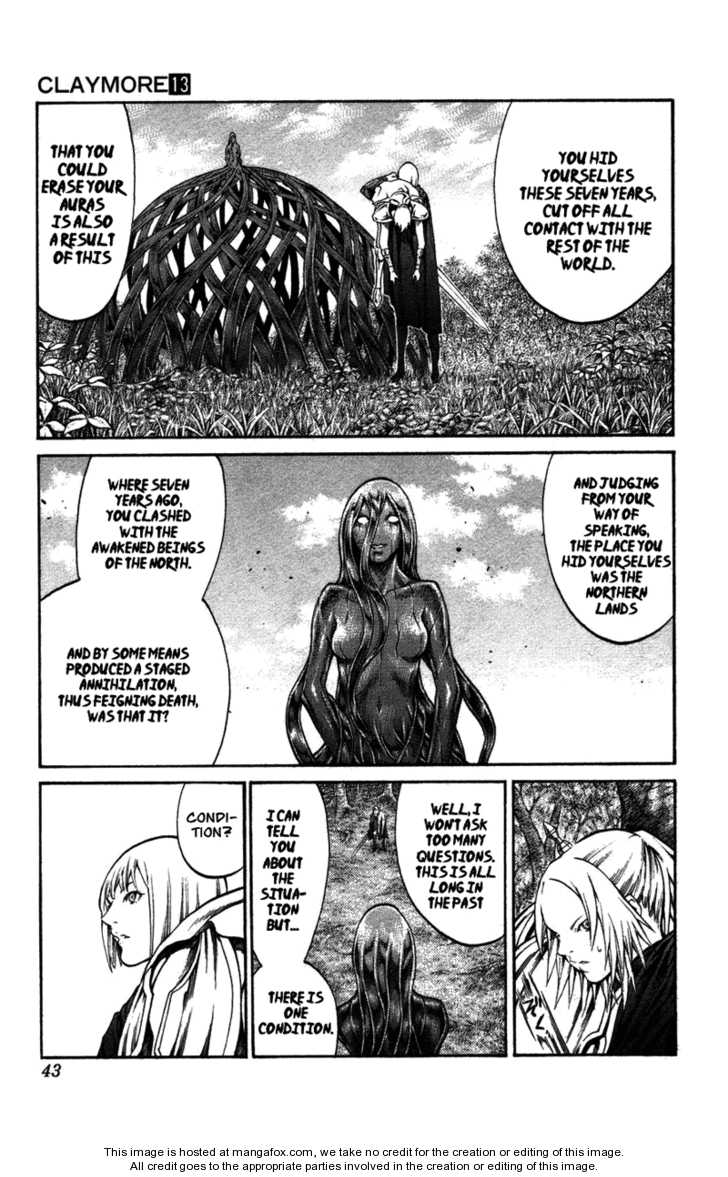 CLAYMORE 13
YOU HID
YOURSELVES
THESE SEVEN YEARS,
CUT OFF ALL
CONTACT WITH THE
REST OF THE
WORLD.
THAT YOU
COULD
ERASE YOUR
AURAS
IS ALSO
A RESULT
OF THIS
AND JUDGING
FROM YOUR
WAY OF
SPEAKING,
THE PLACE YOU
HID YOURSELVES
WAS THE
NORTHERN
LANDS
WHERE SEVEN
YEARS AGO,
YOU CLASHED
WITH THE
AWAKENED BEINGS
OF THE NORTH.
AND BY SOME MEANS
PRODUCED A STAGED
ANNIHILATION,
THUS FEIGNING DEATH,
WAS THAT IT?
WELL, I
WON'T ASK
TOO MANY
QUESTIONS.
THIS IS ALL
LONG IN
THE PAST
I CAN
TELL
YOU
ABOUT
THE
SITUA-
TION
BUT...
THERE IS
ONE
CONDITION.
CONDI-
TION?
43
This image is hosted at mangafox.com, we take no credit for the creation or editing of this image.
All credit goes to the appropriate parties involved in the creation or editing of this image.